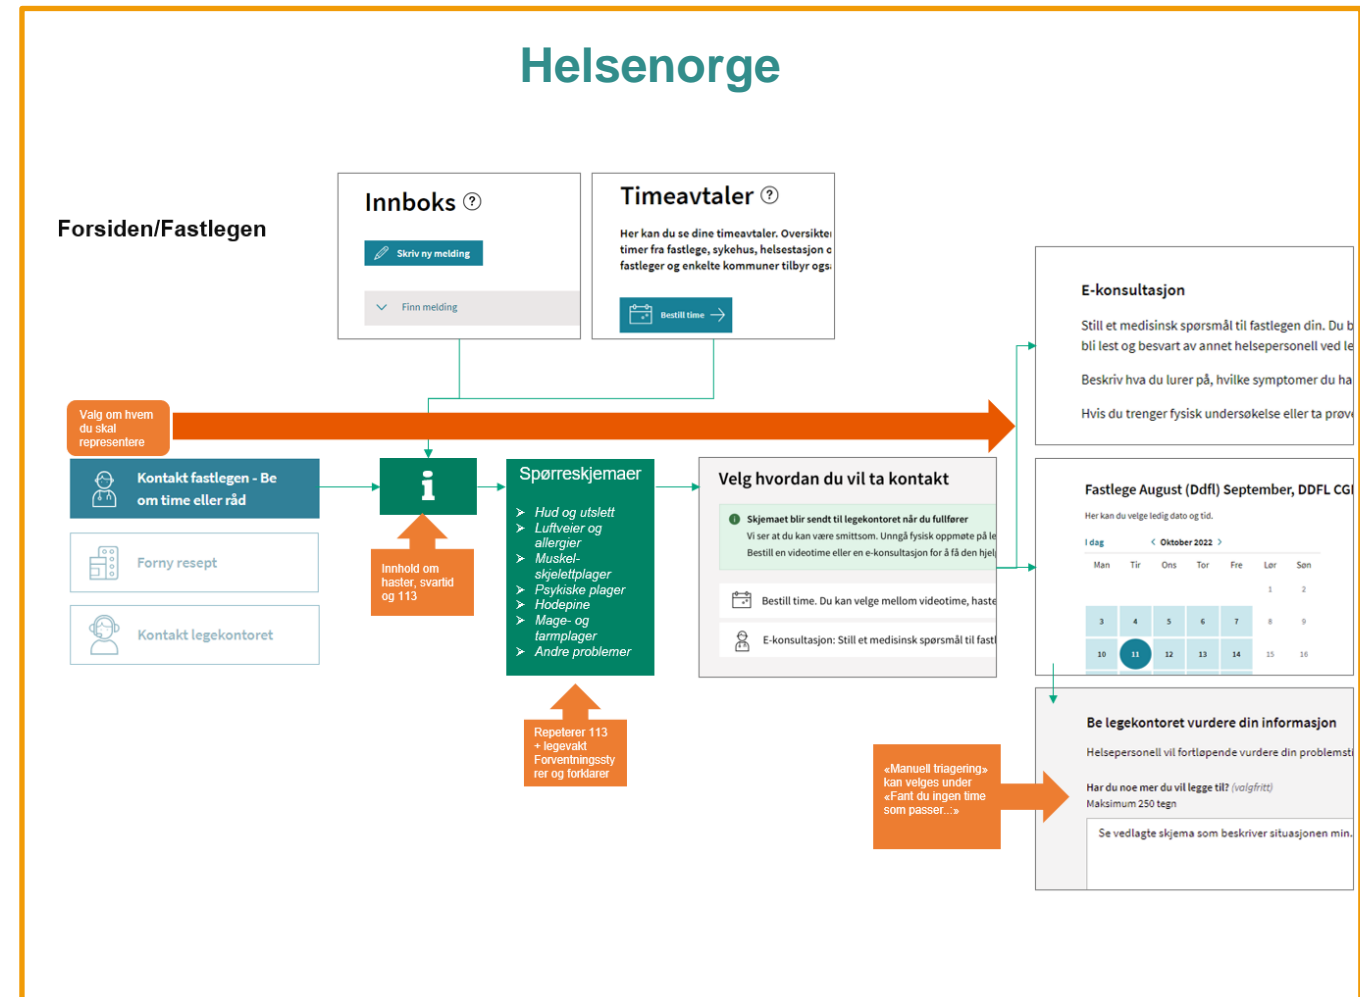 Helsenorge
Forsiden/Fastlegen
Innboks ?
Skriv ny melding
Finn melding
Timeavtaler ?
Her kan du se dine timeavtaler. Oversikte
timer fra fastlege, sykehus, helsestasjon o
fastleger og enkelte kommuner tilbyr ogs
Bestill time
Valg om hvem
du skal
representere
Kontakt fastlegen - Be
om time eller råd
Forny resept
Kontakt legekontoret
i
Innhold om
haster, svartid
og 113
Spørreskjemaer
Hud og utslett
Luftveier og
allergier
Muskel-
skjelettplager
Psykiske plager
Hodepine
Mage- og
tarmplager
Andre problemer
Repeterer 113
+ legevakt
Forventningssty
rer og forklarer
Velg hvordan du vil ta kontakt
Skjemaet blir sendt til legekontoret når du fullfører
Vi ser at du kan være smittsom. Unngå fysisk oppmøte på le
Bestill en videotime eller en e-konsultasjon for å få den hjel
Bestill time. Du kan velge mellom videotime, haste
E-konsultasjon: Still et medisinsk spørsmål til fastl
E-konsultasjon
Still et medisinsk spørsmål til fastlegen din. Du b
bli lest og besvart av annet helsepersonell ved le
Beskriv hva du lurer på, hvilke symptomer du ha
Hvis du trenger fysisk undersøkelse eller ta prøv
Fastlege August (Ddfl) September, DDFL CGI
Her kan du velge ledig dato og tid.
I dag < Oktober 2022 >
Man Tir Ons Tor Fre Lør Søn
1 2
3 4 5 6 7 8 9
10 11 12 13 14 15 16
«Manuell triagering»
kan velges under
«Fant du ingen time
som passer..:»
Be legekontoret vurdere din informasjon
Helsepersonell vil fortløpende vurdere din problemsti
Har du noe mer du vil legge til? (valgfritt)
Maksimum 250 tegn
Se vedlagte skjema som beskriver situasjonen min.